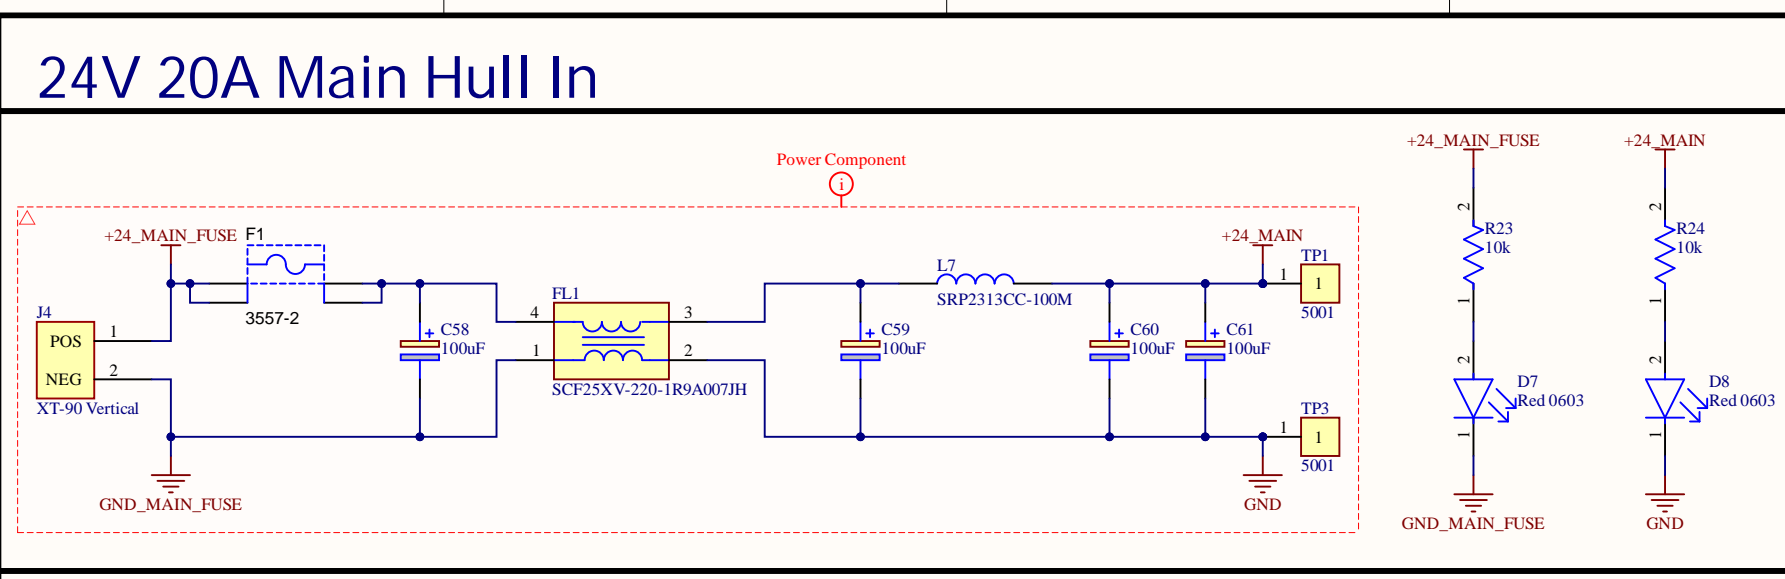 24V 20A Main Hull In
Power Component
i
+24_MAIN_FUSE
F1
3557-2
J4
POS
NEG
1
2
XT-90 Vertical
GND_MAIN_FUSE
+
C58
100uF
FL1
4
3
1
2
SCF25XV-220-1R9A007JH
+
C59
100uF
L7
SRP2313CC-100M
+
C60
100uF
+
C61
100uF
+24_MAIN
TP1
1
1
5001
TP3
1
1
5001
GND
+24_MAIN_FUSE
2
R23
10k
1
2
D7
Red 0603
1
GND_MAIN_FUSE
+24_MAIN
2
R24
10k
1
2
D8
Red 0603
1
GND